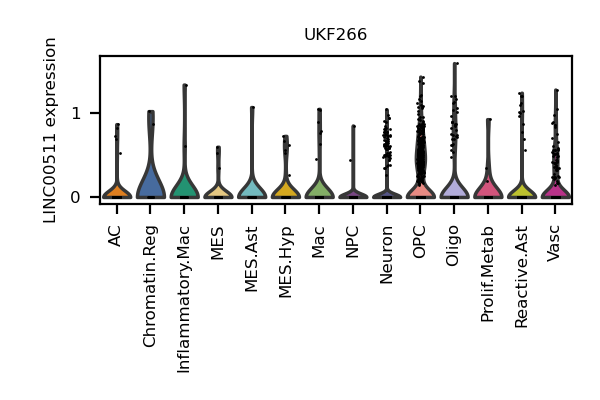 UKF266
LINC00511 expression
1
0
AC
Chromatin.Reg
Inflammatory.Mac
MES
MES.Ast
MES.Hyp
Mac
NPC
Neuron
OPC
Oligo
Prolif.Metab
Reactive.Ast
Vasc